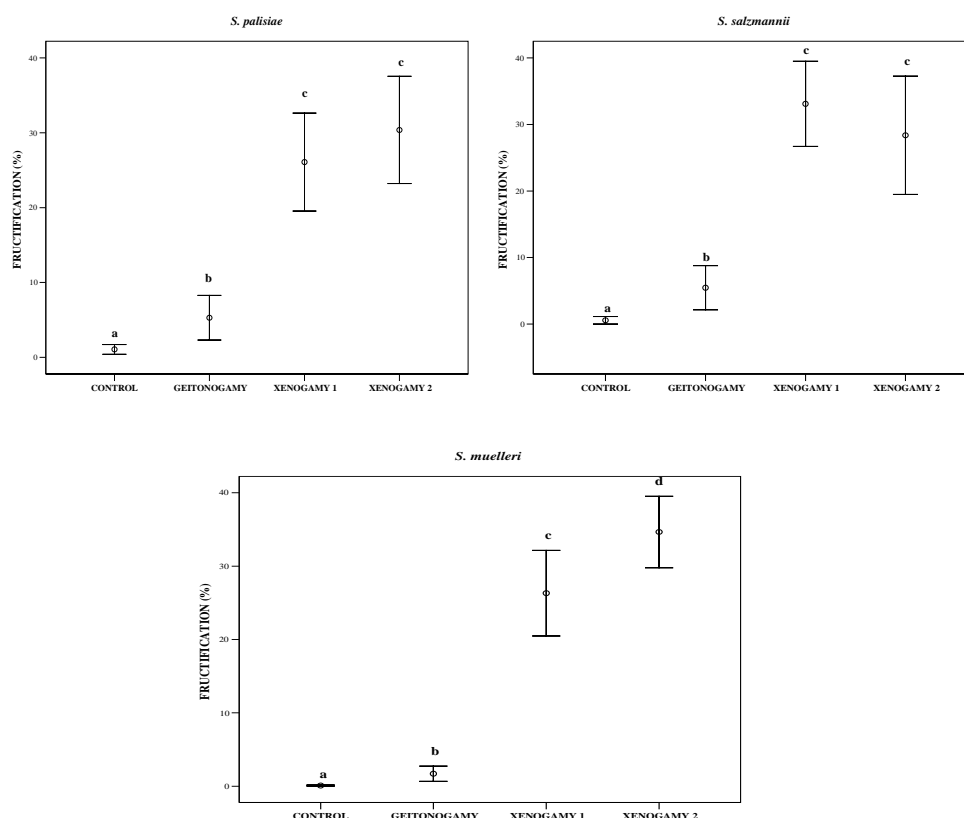 S. palisiae
40
30
20
10
0
FRUCTIFICATION (%)
a
b
c
c
CONTROL GEITONOGAMY XENOGAMY 1 XENOGAMY 2
S. salzmannii
40
30
20
10
0
FRUCTIFICATION (%)
a
b
c
c
CONTROL GEITONOGAMY XENOGAMY 1 XENOGAMY 2
S. muelleri
40
30
20
10
0
FRUCTIFICATION (%)
a
b
c
d
CONTROL GEITONOGAMY XENOGAMY 1 XENOGAMY 2